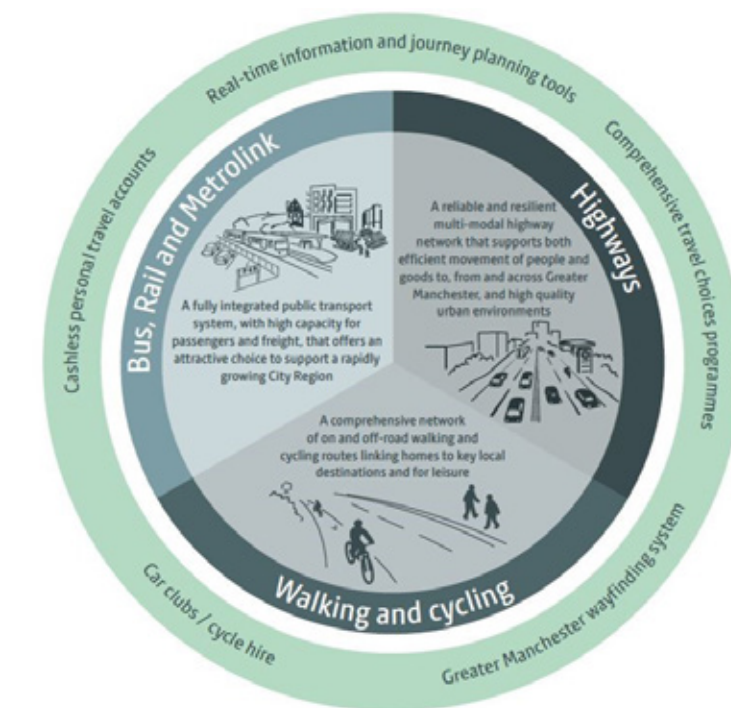 Real-time information and journey planning tools
Comprehensive travel choices programmes
Greater Manchester wayfinding system
Car clubs / cycle hire
Cashless personal travel accounts
Bus, Rail and Metrolink
A fully integrated public transport
system, with high capacity for
passengers and freight, that offers an
attractive choice to support a rapidly
growing City Region
Highways
A reliable and resilient
multi-modal highway
network that supports both
efficient movement of people and
goods to, from and across Greater
Manchester, and high quality
urban environments
Walking and cycling
A comprehensive network
of on and off-road walking and
cycling routes linking homes to key local
destinations and for leisure